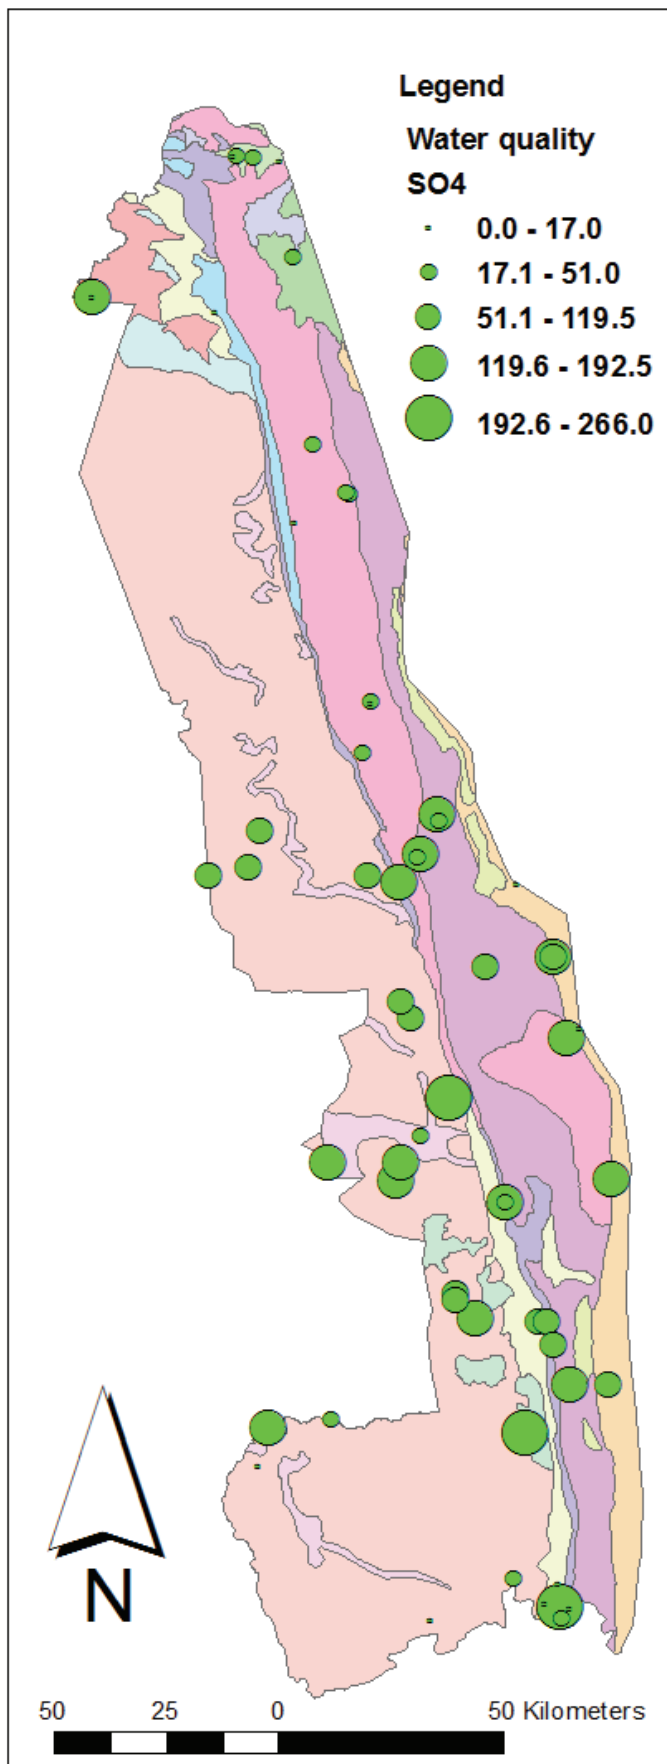 Legend
Water quality
SO4
0.0 - 17.0
17.1 - 51.0
51.1 - 119.5
119.6 - 192.5
192.6 - 266.0
N
50 25 0 50 Kilometers